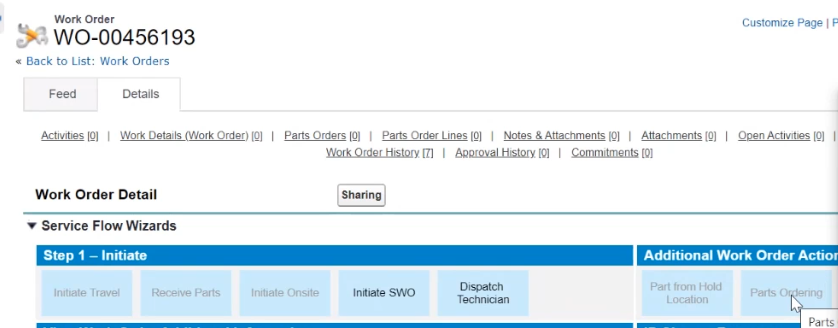 Work Order
WO-00456193
Customize Page |
« Back to List: Work Orders
Feed
Details
Activities [0] | Work Details (Work Order) [0] | Parts Orders [0] | Parts Order Lines [0] | Notes & Attachments [0] | Attachments [0] | Open Activities [0] |
Work Order History [7] | Approval History [0] | Commitments [0]
Work Order Detail
Sharing
Service Flow Wizards
Step 1 – Initiate
Additional Work Order Action
Initiate Travel
Receive Parts
Initiate Onsite
Initiate SWO
Dispatch
Technician
Part from Hold
Location
Parts Ordering
Parts